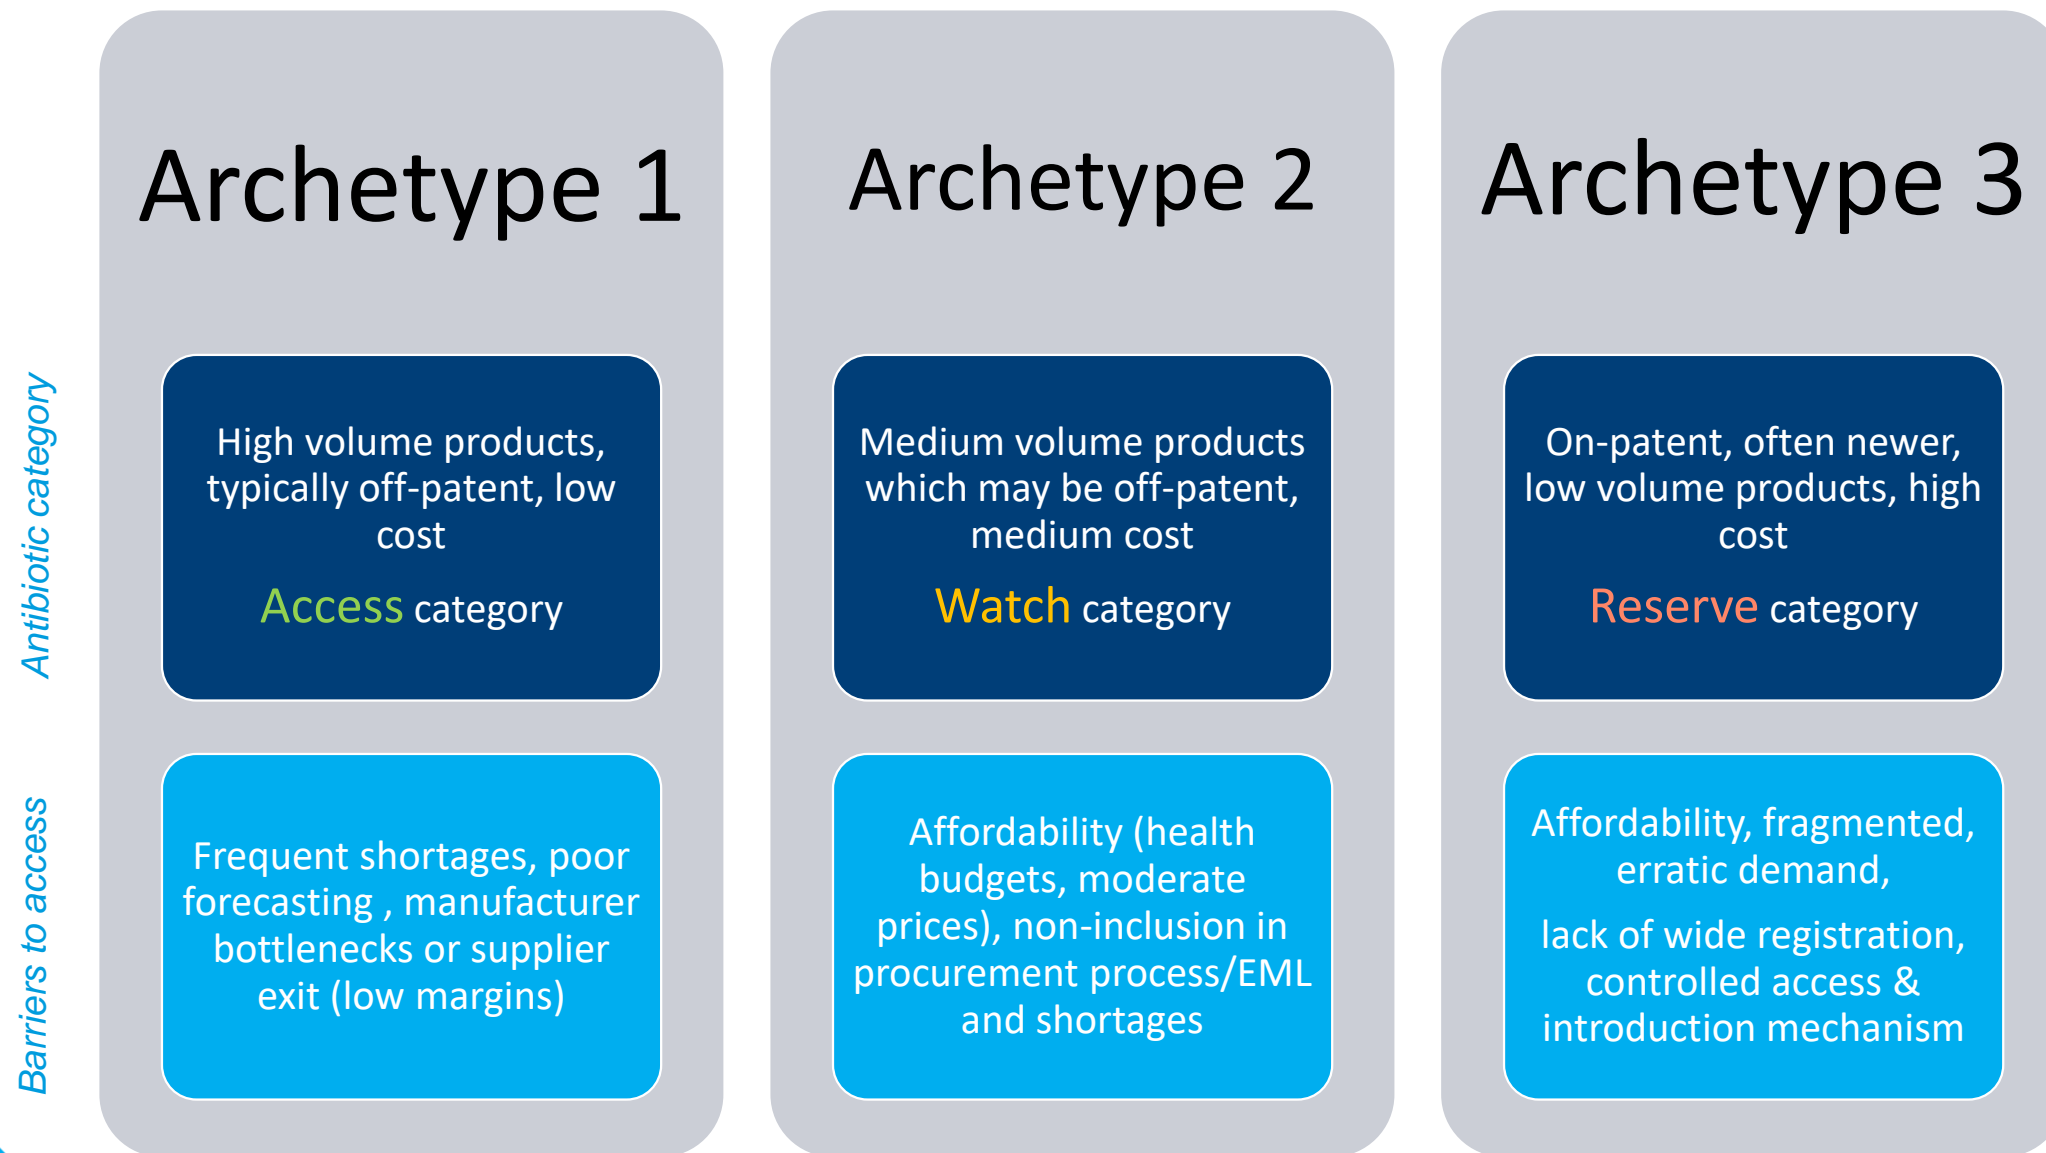 Archetype 1
Archetype 2
Archetype 3
Antibiotic category
High volume products,
typically off-patent, low
cost
Access category
Medium volume products
which may be off-patent,
medium cost
Watch category
On-patent, often newer,
low volume products, high
cost
Reserve category
Barriers to access
Frequent shortages, poor
forecasting , manufacturer
bottlenecks or supplier
exit (low margins)
Affordability (health
budgets, moderate
prices), non-inclusion in
procurement process/EML
and shortages
Affordability, fragmented,
erratic demand,
lack of wide registration,
controlled access &
introduction mechanism